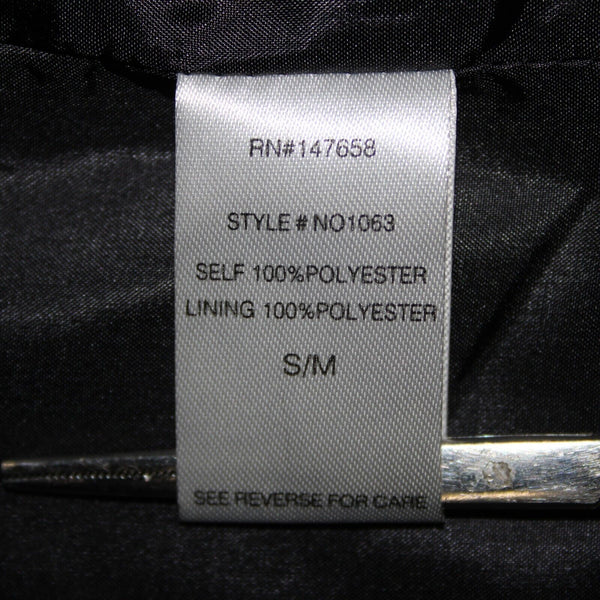 RN#147658
STYLE # NO1063
SELF 100%POLYESTER
LINING 100%POLYESTER
S/M
SEE REVERSE FOR CARE